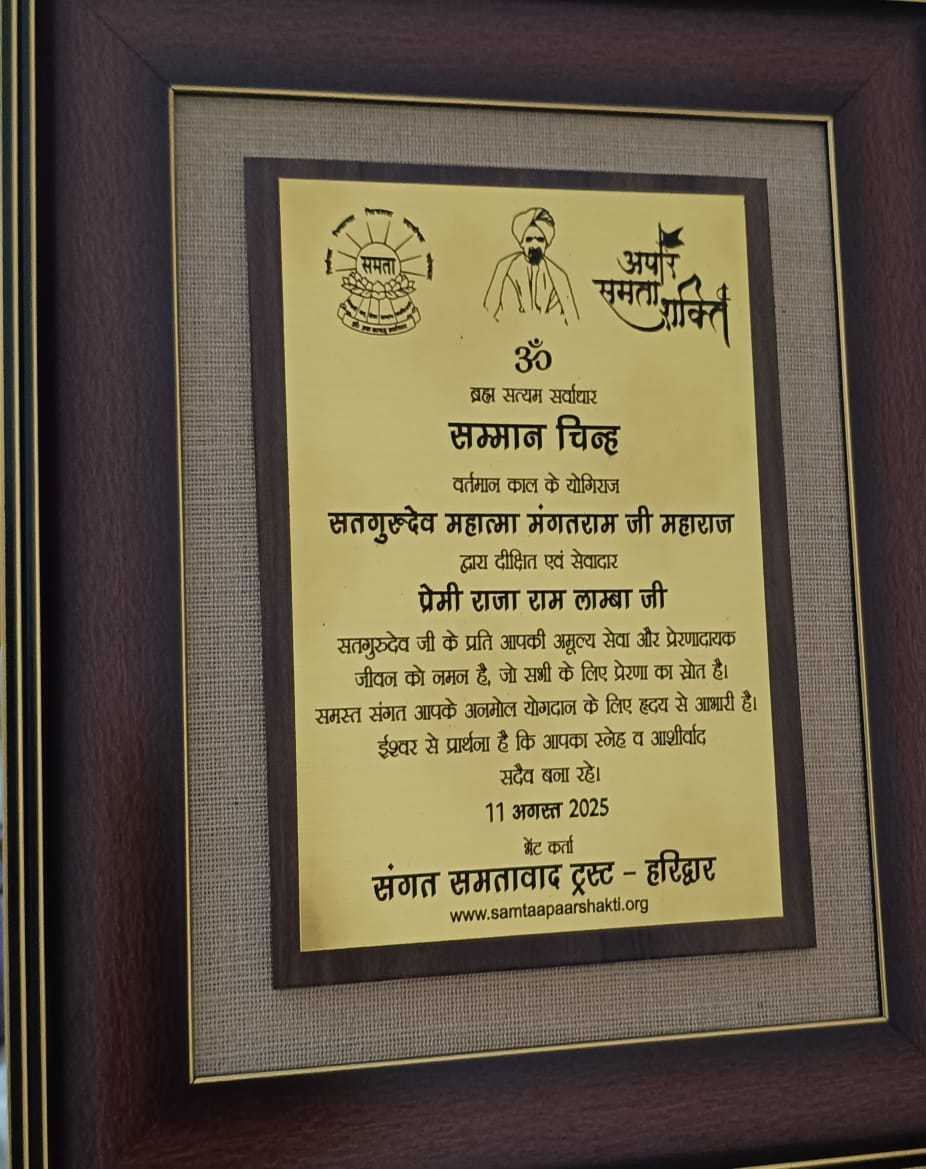 समता
अपार
समता
शक्ति
ॐ
ब्रह्म सत्यम सर्वाधार
सम्मान चिन्ह
वर्तमान काल के योगिराज
सतगुरूदेव महात्मा मंगतराम जी महाराज
द्वारा दीक्षित एवं सेवादार
प्रेमी राजा राम लाम्बा जी
सतगुरुदेव जी के प्रति आपकी अमूल्य सेवा और प्रेरणादायक
जीवन को नमन है, जो सभी के लिए प्रेरणा का स्रोत है।
समस्त संगत आपके अनमोल योगदान के लिए हृदय से आभारी है।
ईश्वर से प्रार्थना है कि आपका स्नेह व आशीर्वाद
सदैव बना रहे।
11 अगस्त 2025
भेंट कर्ता
संगत समतावाद ट्रस्ट - हरिद्वार
www.samtaapaarshakti.org